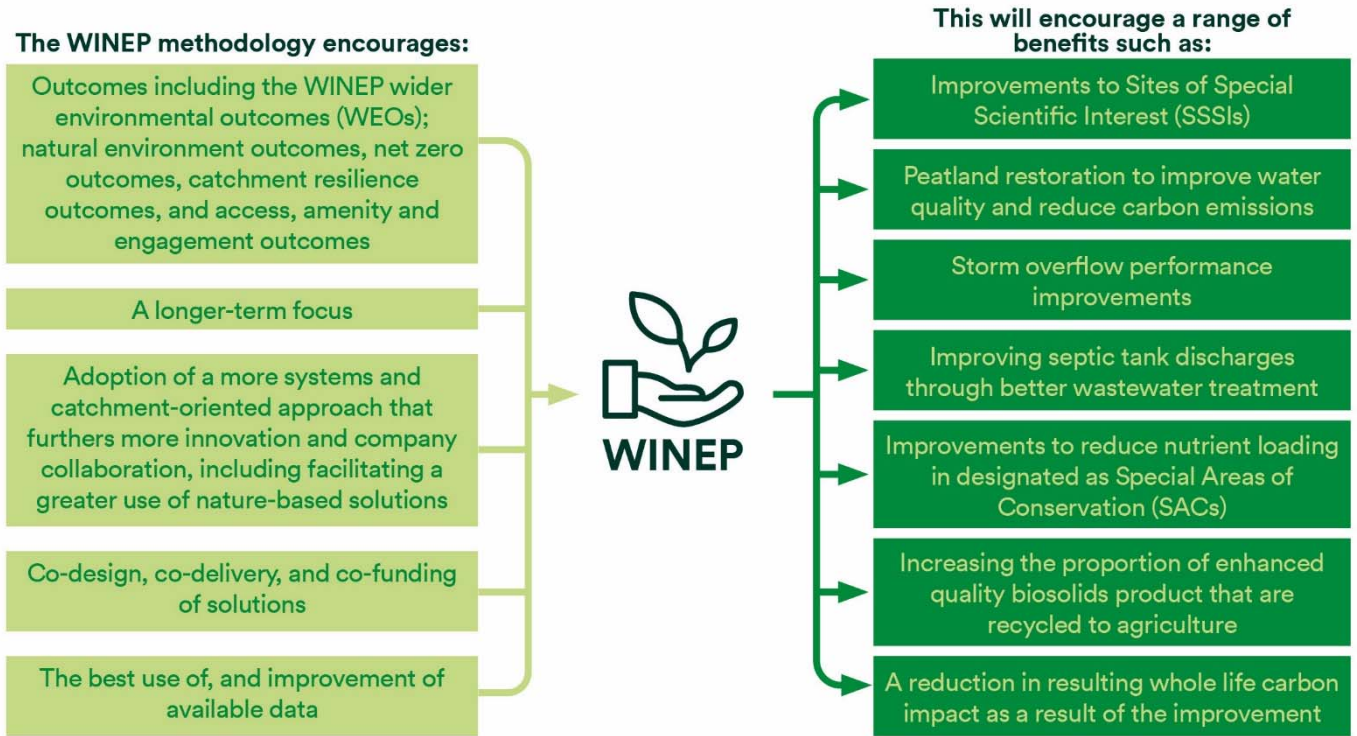 The WINEP methodology encourages:
Outcomes including the WINEP wider
environmental outcomes (WEOs);
natural environment outcomes, net zero
outcomes, catchment resilience
outcomes, and access, amenity and
engagement outcomes
A longer-term focus
Adoption of a more systems and
catchment-oriented approach that
furthers more innovation and company
collaboration, including facilitating a
greater use of nature-based solutions
Co-design, co-delivery, and co-funding
of solutions
The best use of, and improvement of
available data
WINEP
This will encourage a range of
benefits such as:
Improvements to Sites of Special
Scientific Interest (SSSIs)
Peatland restoration to improve water
quality and reduce carbon emissions
Storm overflow performance
improvements
Improving septic tank discharges
through better wastewater treatment
Improvements to reduce nutrient loading
in designated as Special Areas of
Conservation (SACs)
Increasing the proportion of enhanced
quality biosolids product that are
recycled to agriculture
A reduction in resulting whole life carbon
impact as a result of the improvement